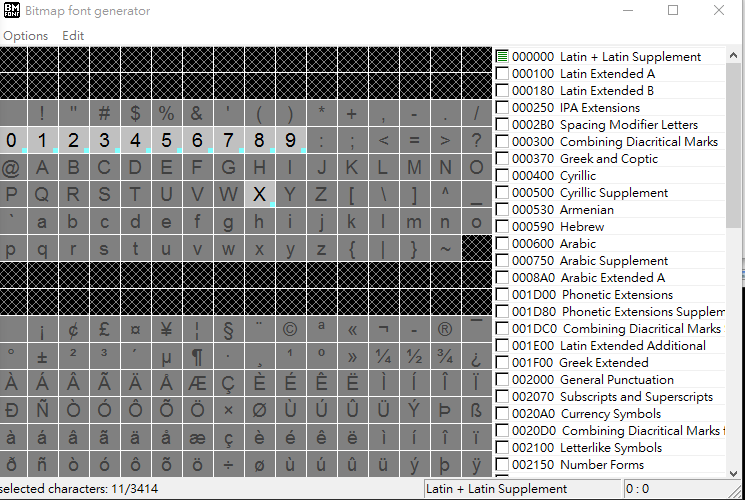 BM FONT Bitmap font generator
Options Edit
! " # $ % & ' ( ) * + , - . /
0 1 2 3 4 5 6 7 8 9 : ; < = > ?
@ A B C D E F G H I J K L M N O
P Q R S T U V W X Y Z [ \ ] ^ _
` a b c d e f g h i j k l m n o
p q r s t u v w x y z { | } ~
¡ ¢ £ ¤ ¥ ¦ § ¨ © ª « ¬ - ® ¯
° ± ² ³ ´ µ ¶ · ¸ ¹ º » ¼ ½ ¾ ¿
À Á Â Ã Ä Å Æ Ç È É Ê Ë Ì Í Î Ï
Ð Ñ Ò Ó Ô Õ Ö × Ø Ù Ú Û Ü Ý Þ ß
à á â ã ä å æ ç è é ê ë ì í î ï
ð ñ ò ó ô õ ö ÷ ø ù ú û ü ý þ ÿ
000000 Latin + Latin Supplement
000100 Latin Extended A
000180 Latin Extended B
000250 IPA Extensions
0002B0 Spacing Modifier Letters
000300 Combining Diacritical Marks
000370 Greek and Coptic
000400 Cyrillic
000500 Cyrillic Supplement
000530 Armenian
000590 Hebrew
000600 Arabic
000750 Arabic Supplement
0008A0 Arabic Extended A
001D00 Phonetic Extensions
001D80 Phonetic Extensions Supplem
001DC0 Combining Diacritical Marks
001E00 Latin Extended Additional
001F00 Greek Extended
002000 General Punctuation
002070 Subscripts and Superscripts
0020A0 Currency Symbols
0020D0 Combining Diacritical Marks f
002100 Letterlike Symbols
002150 Number Forms
selected characters: 11/3414
Latin + Latin Supplement
0 : 0